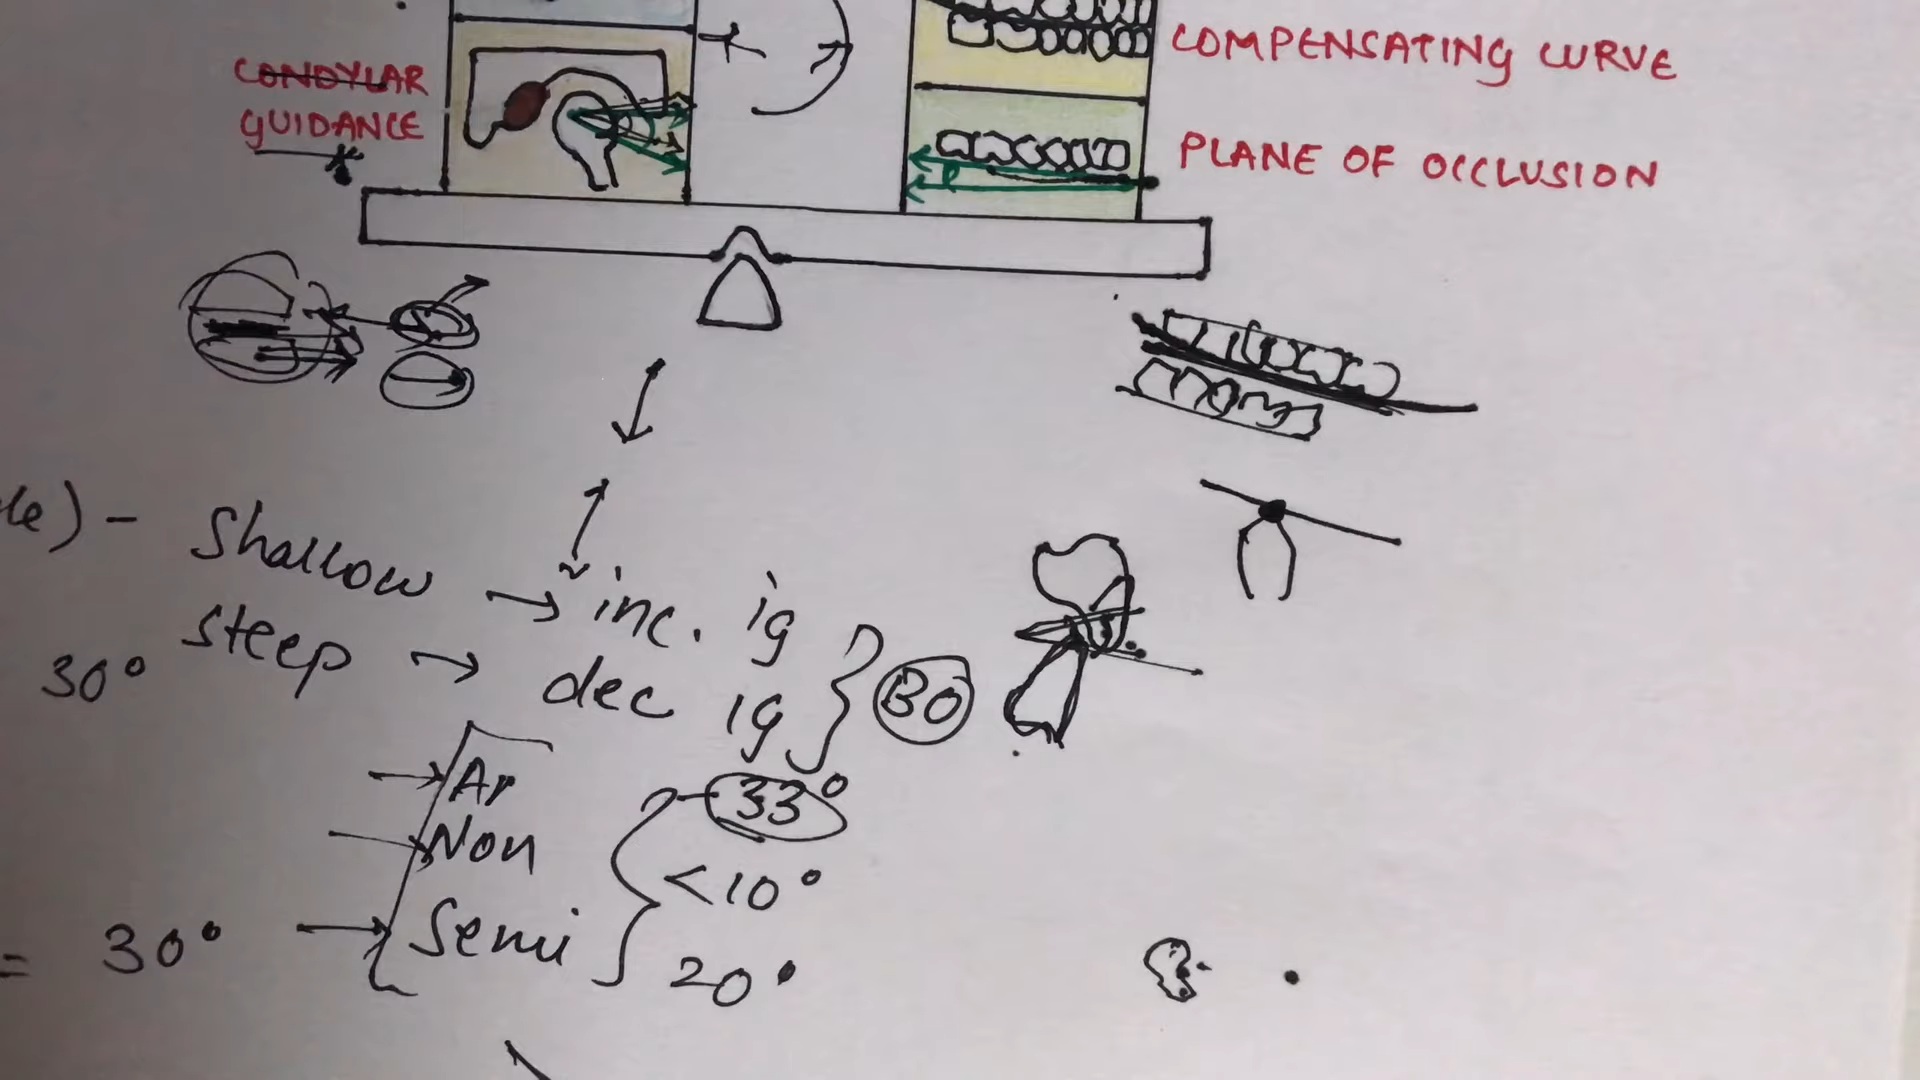 COMPENSATING CURVE
CONDYLAR
GUIDANCE
PLANE OF OCCLUSION
le) - Shallow → inc. ig
30° steep → dec ig
BO
Ar 33°
Non <10°
= 30° → Semi 20°